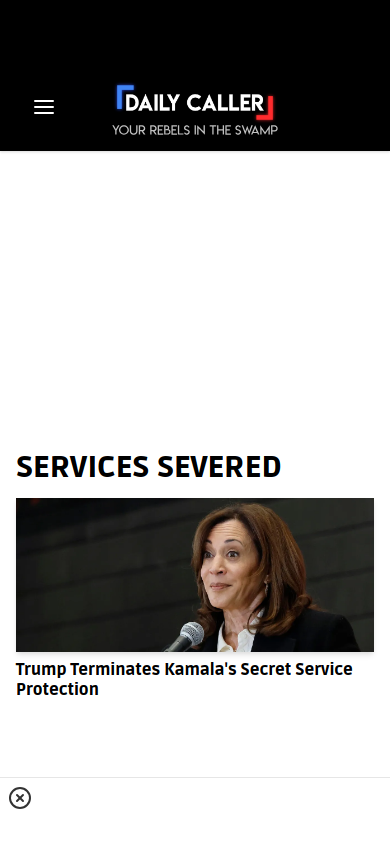 DAILY CALLER
YOUR REBELS IN THE SWAMP
SERVICES SEVERED
Trump Terminates Kamala's Secret Service
Protection